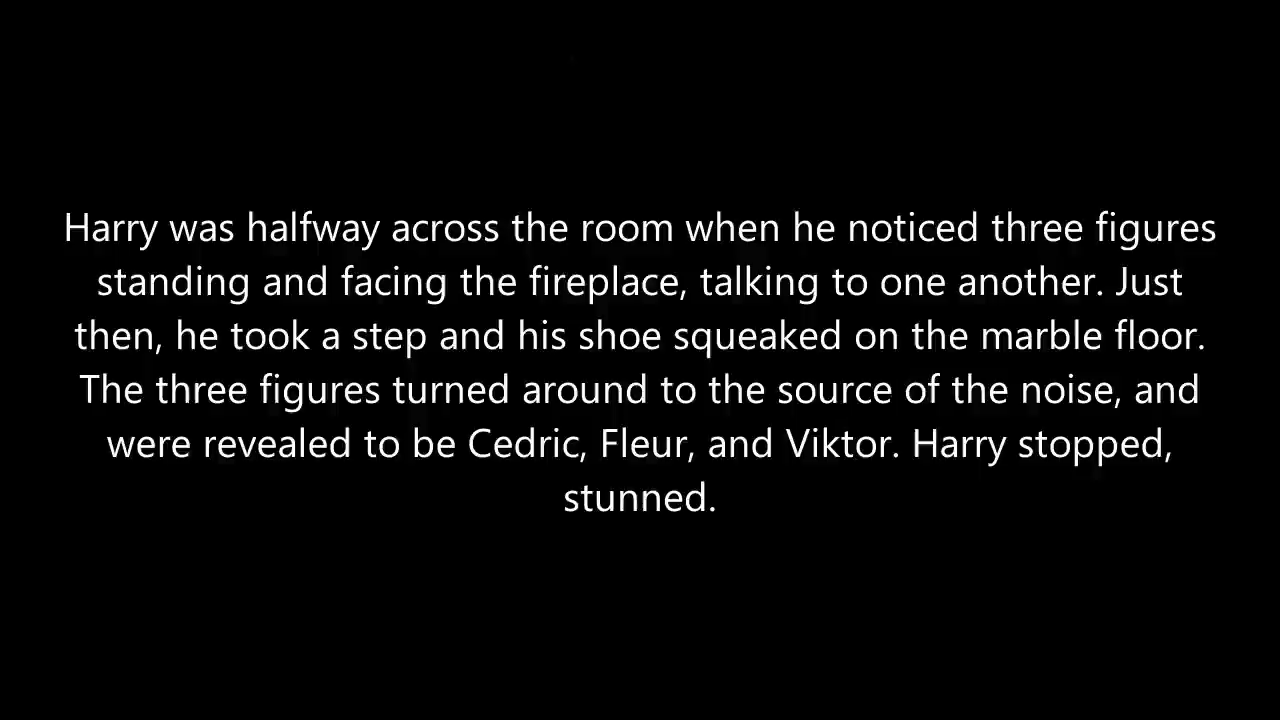 Harry was halfway across the room when he noticed three figures
standing and facing the fireplace, talking to one another. Just
then, he took a step and his shoe squeaked on the marble floor.
The three figures turned around to the source of the noise, and
were revealed to be Cedric, Fleur, and Viktor. Harry stopped,
stunned.